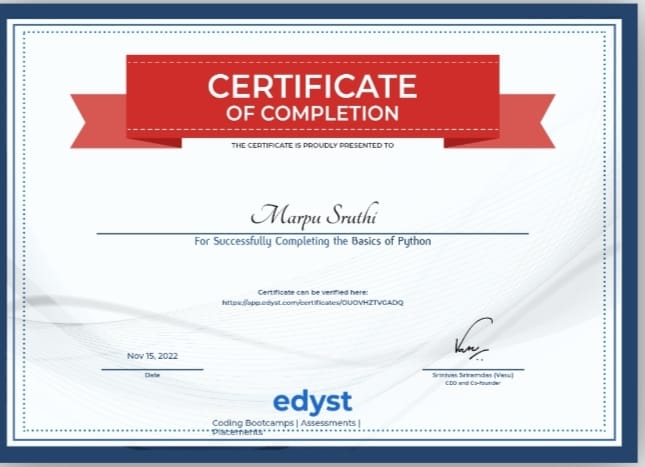 CERTIFICATE
OF COMPLETION
THE CERTIFICATE IS PROUDLY PRESENTED TO
Marpu Sruthi
For Successfully Completing the Basics of Python
Certificate can be verified here:
https://app.edyst.com/certificates/OUOVHZTVGADQ
Nov 15, 2022
Date
Vasu
Srinivas Sriramdas (Vasu)
CEO and Co-founder
edyst
Coding Bootcamps | Assessments |
Placements